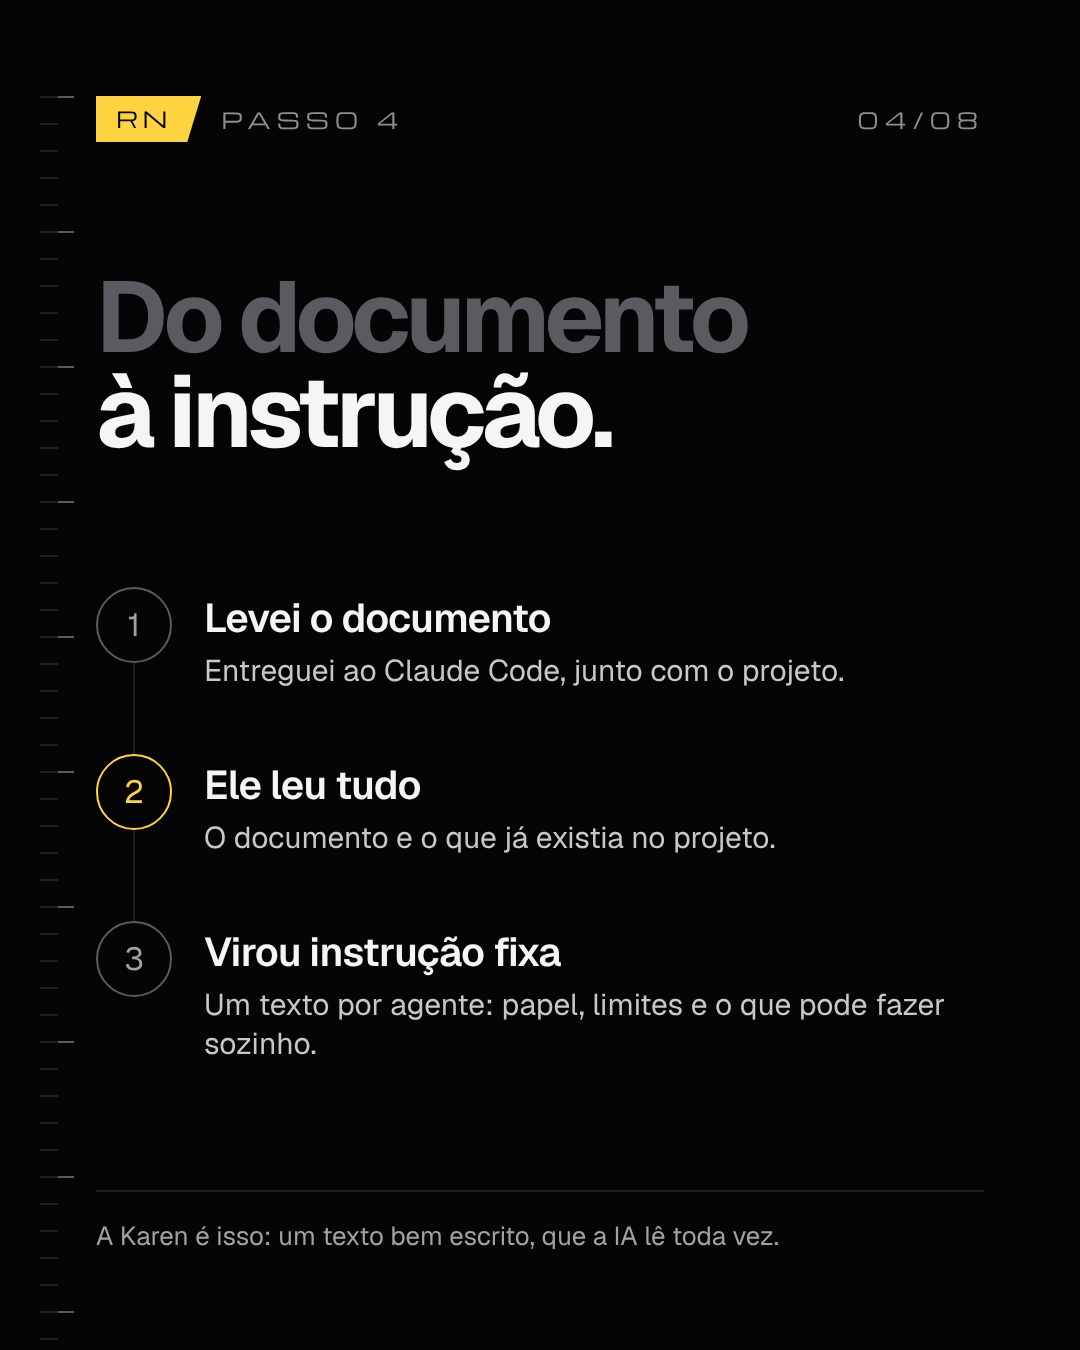 RN PASSO 4 04/08
Do documento
à instrução.
1 Levei o documento
Entreguei ao Claude Code, junto com o projeto.
2 Ele leu tudo
O documento e o que já existia no projeto.
3 Virou instrução fixa
Um texto por agente: papel, limites e o que pode fazer
sozinho.
A Karen é isso: um texto bem escrito, que a IA lê toda vez.